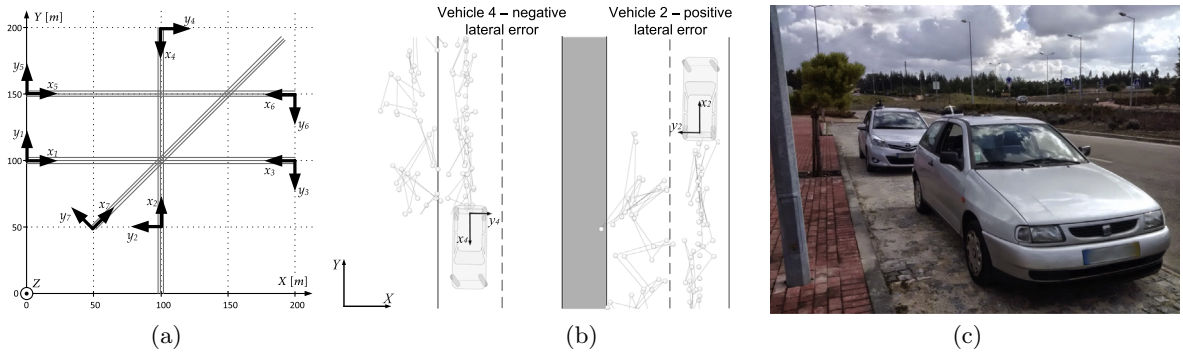 Vehicle 4 – negative lateral error
Vehicle 2 – positive lateral error
Y [m]
200
150
100
50
0
0
50
100
150
200
X [m]
Z
y4
x4
y5
x5
x6
y6
y1
x1
x3
y3
x2
y2
y7
x7
x4
y4
x2
y2
Y
X
(a)
(b)
(c)